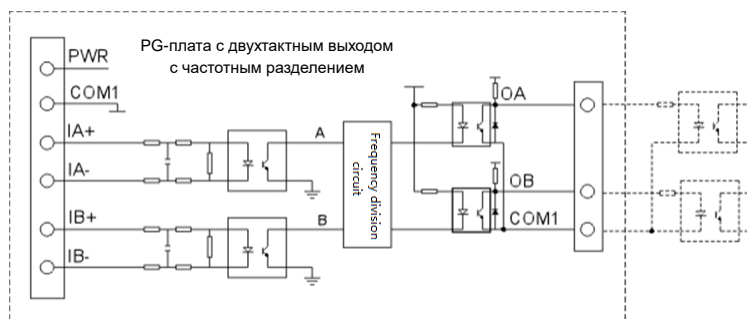 PG-плата с двухтактным выходом
с частотным разделением
PWR
COM1
IA+
IA-
IB+
IB-
A
B
Frequency division
circuit
OA
OB
COM1